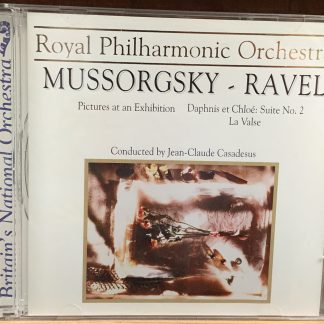 Royal Philharmonic Orchestra
MUSSORGSKY - RAVEL
Pictures at an Exhibition Daphnis et Chloé: Suite No. 2
La Valse
Conducted by Jean-Claude Casadesus
Britain's National Orchestra